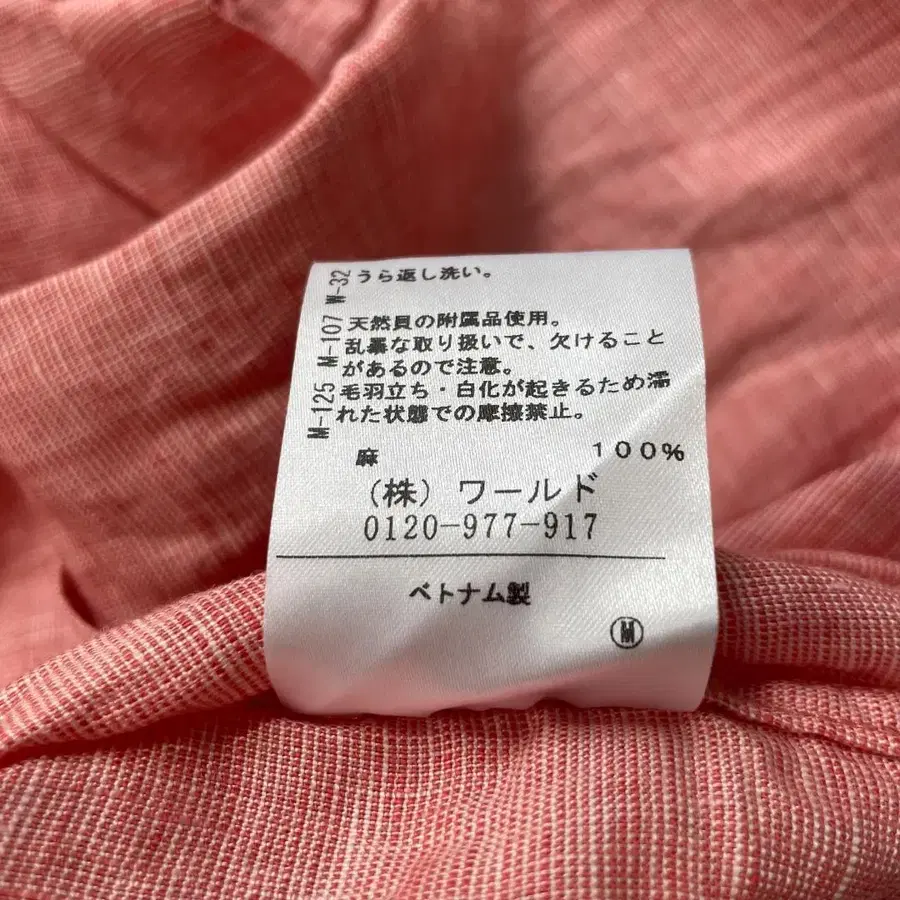 W-32 うら返し洗い。
M-107 天然貝の附属品使用。
乱暴な取り扱いで、欠けること
があるので注意。
M-125 毛羽立ち・白化が起きるため濡
れた状態での摩擦禁止。
麻 100%
(株) ワールド
0120-977-917
ベトナム製
Ⓜ